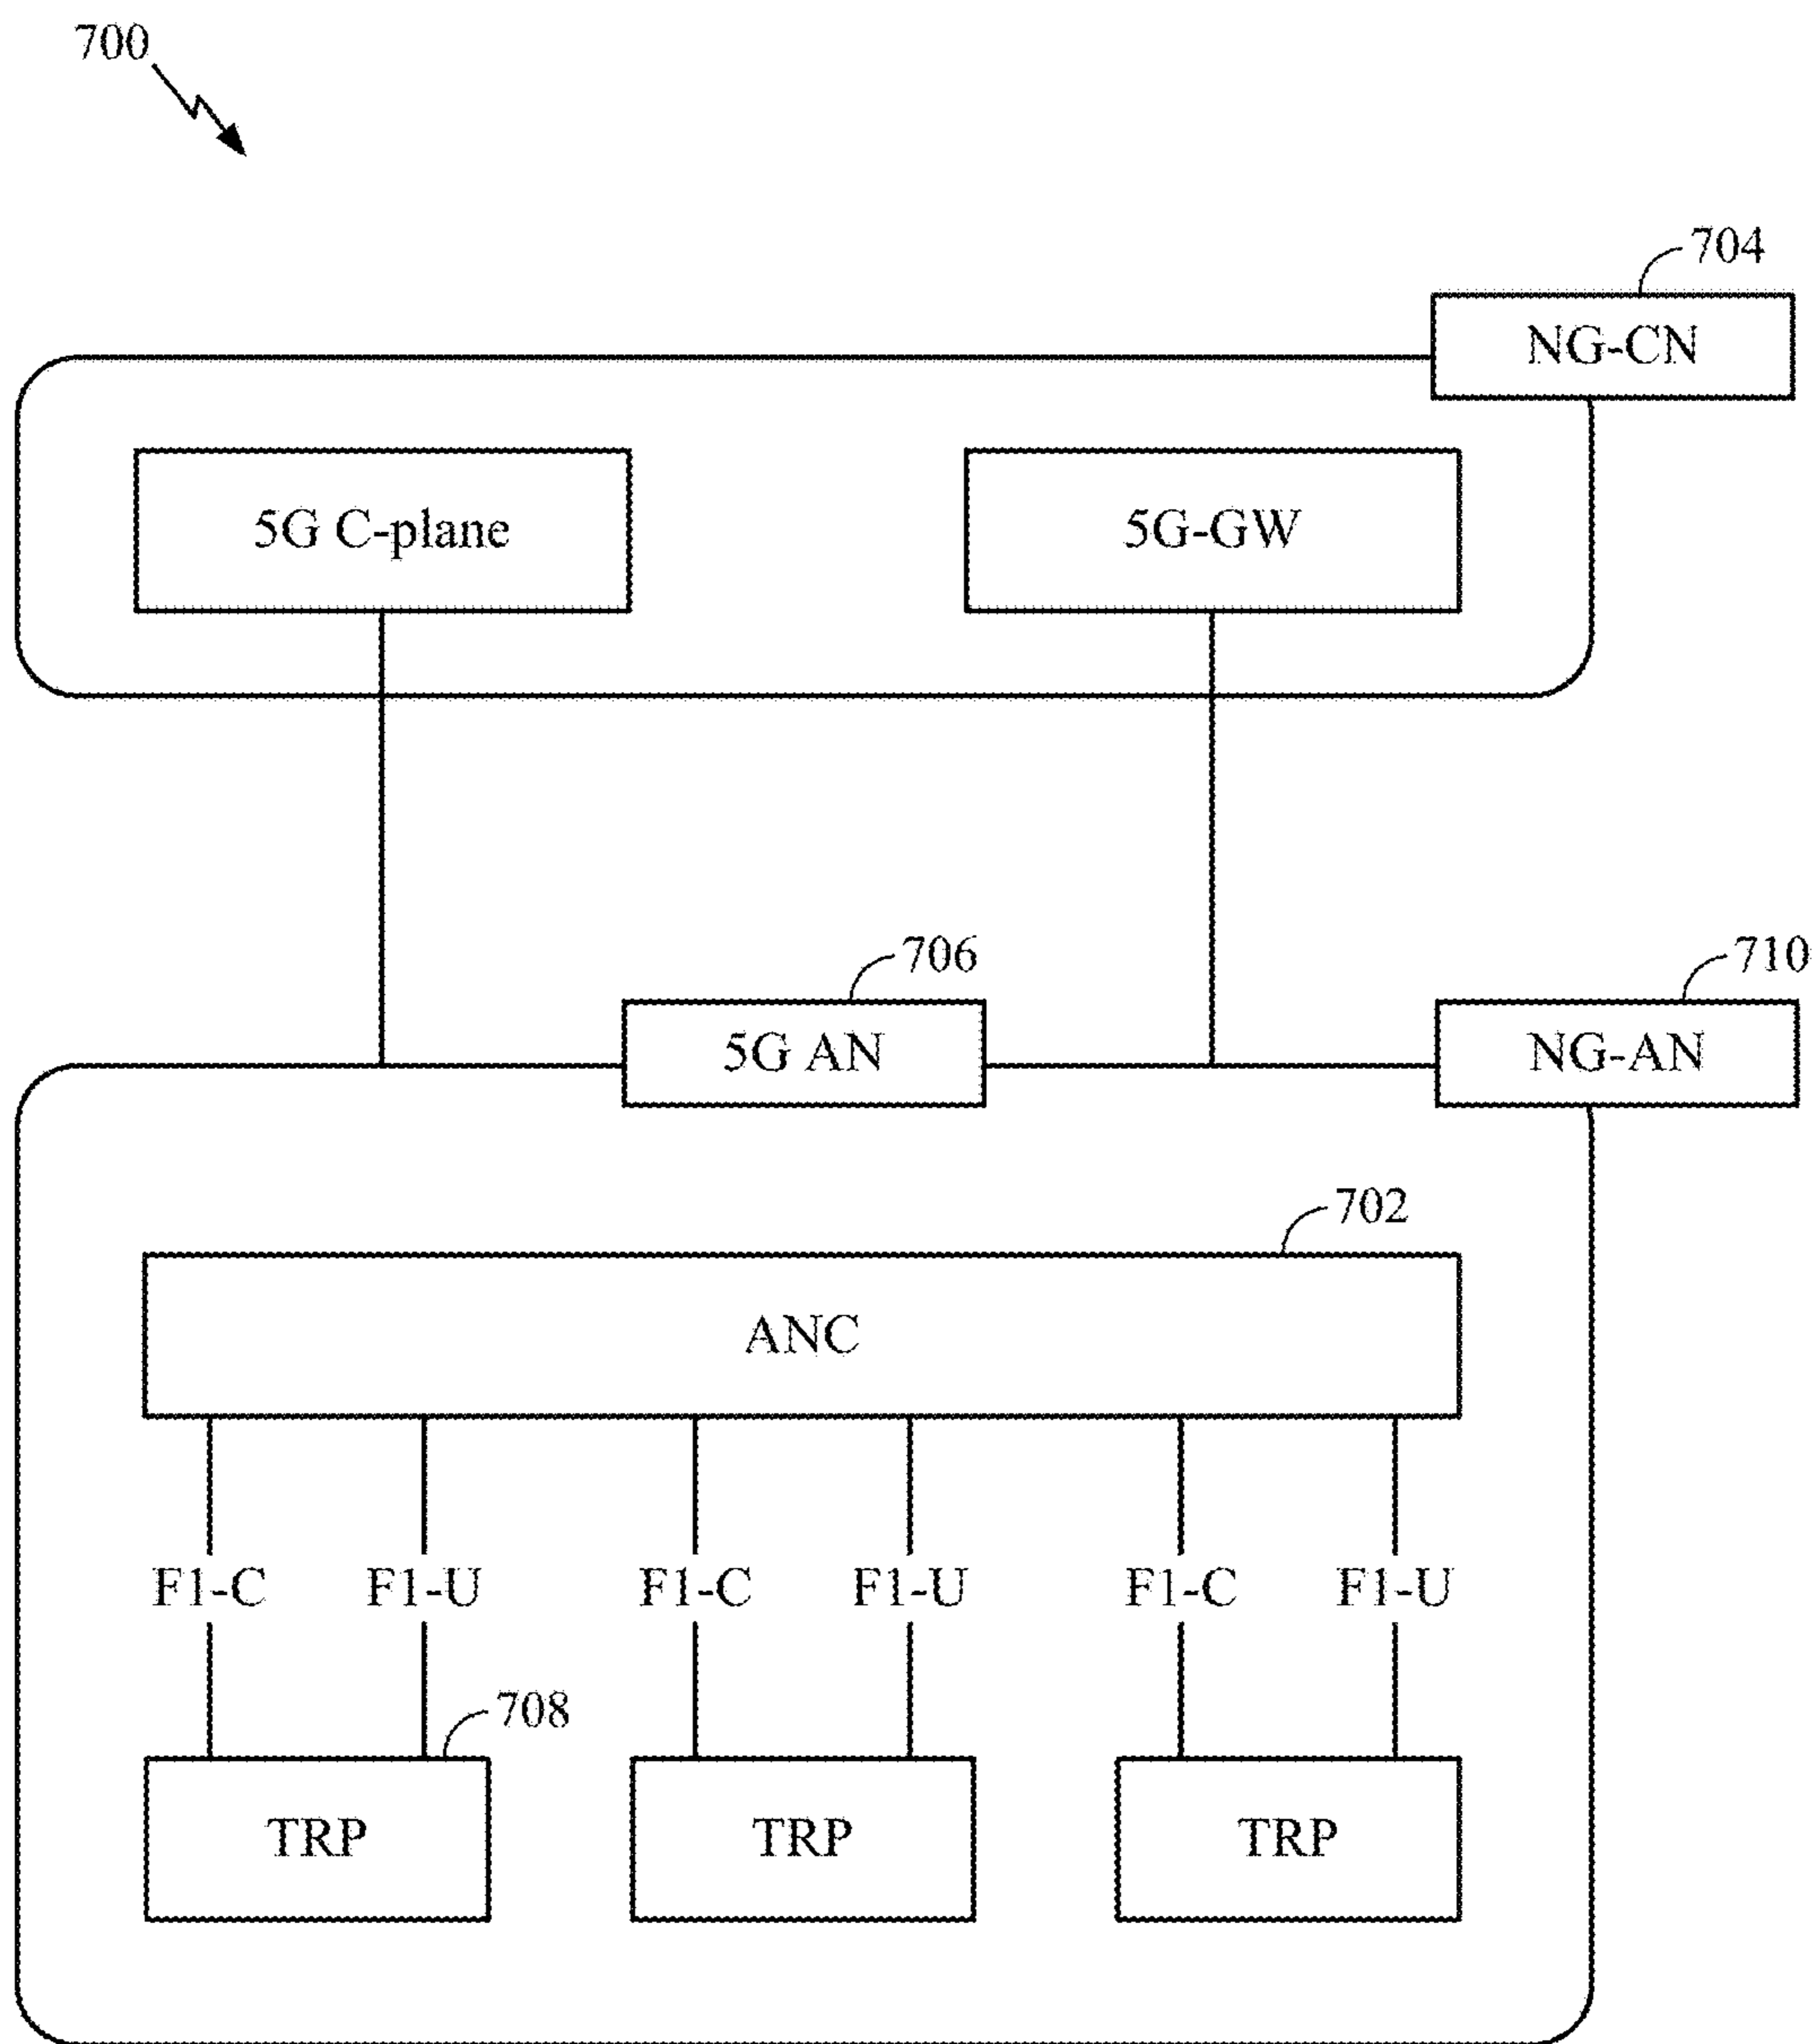 700
704
NG-CN
5G C-plane
5G-GW
706
710
5G AN
NG-AN
702
ANC
F1-C
F1-U
F1-C
F1-U
F1-C
F1-U
708
TRP
TRP
TRP